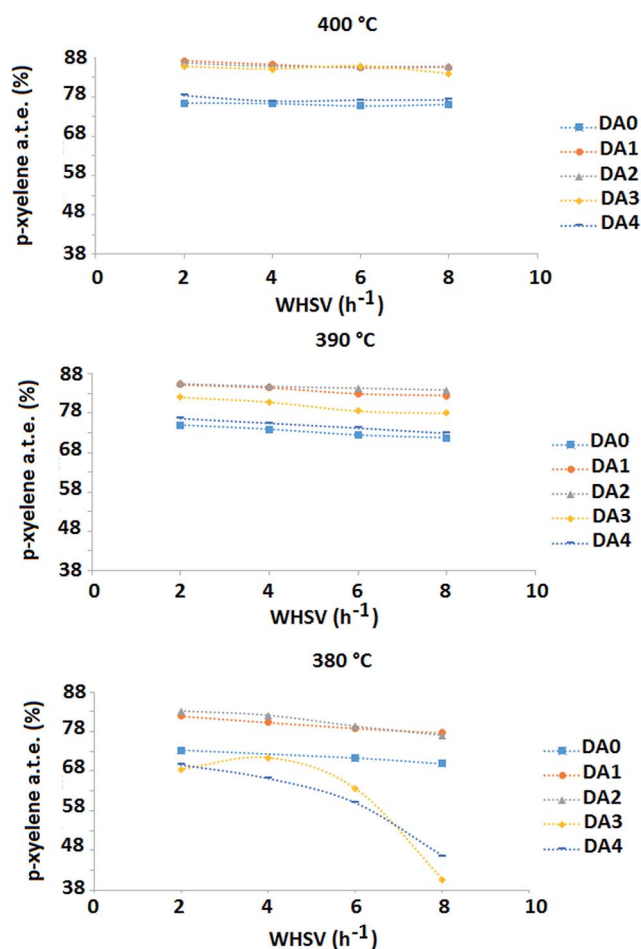 400 °C
p-xyelene a.t.e. (%)
88
78
68
58
48
38
0 2 4 6 8 10
WHSV (h-1)
DA0
DA1
DA2
DA3
DA4
390 °C
p-xyelene a.t.e. (%)
88
78
68
58
48
38
0 2 4 6 8 10
WHSV (h-1)
DA0
DA1
DA2
DA3
DA4
380 °C
p-xyelene a.t.e. (%)
88
78
68
58
48
38
0 2 4 6 8 10
WHSV (h-1)
DA0
DA1
DA2
DA3
DA4